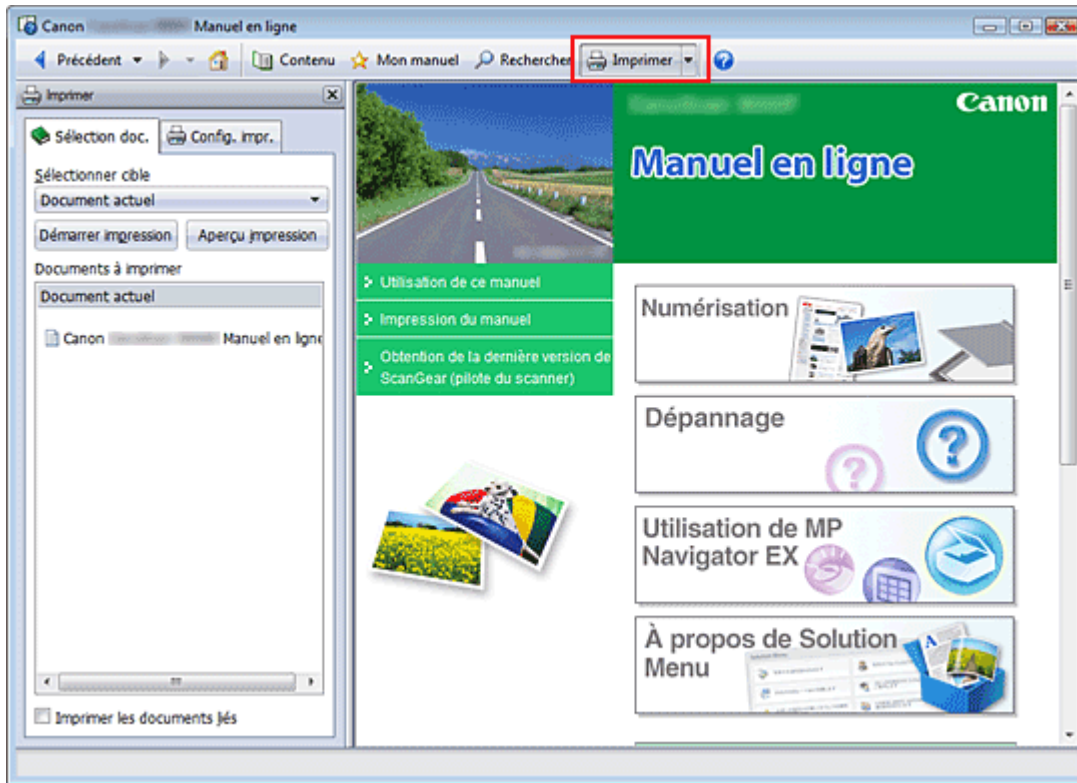 Canon Manuel en ligne
Précédent Contenu Mon manuel Rechercher Imprimer
Imprimer
Sélection doc. Config. impr.
Sélectionner cible
Document actuel
Démarrer impression Aperçu impression
Documents à imprimer
Document actuel
Canon Manuel en ligne
Imprimer les documents liés
Canon
Manuel en ligne
Utilisation de ce manuel
Impression du manuel
Obtention de la dernière version de
ScanGear (pilote du scanner)
Numérisation
Dépannage
Utilisation de MP
Navigator EX
À propos de Solution
Menu